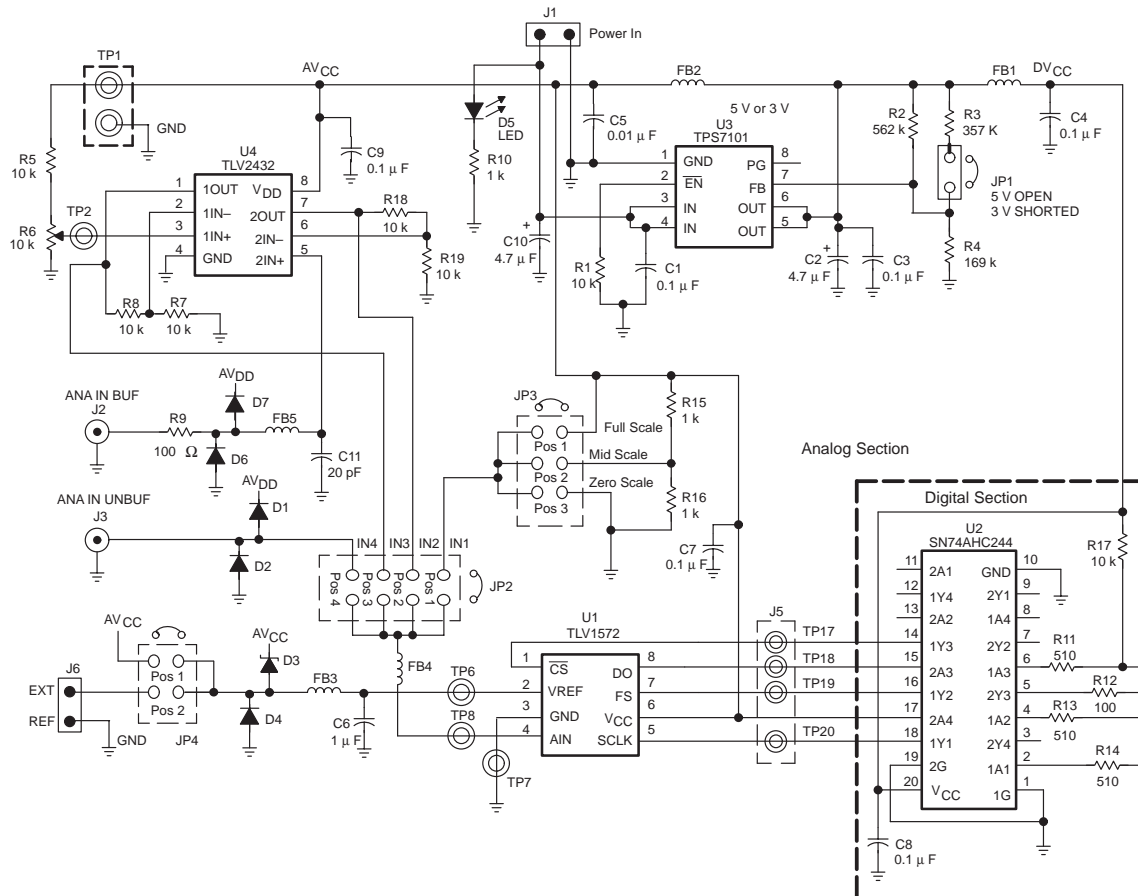 J1
Power In
TP1
GND
AVCC
FB2
FB1
DVCC
D5
LED
R10
1 k
C5
0.01 μ F
5 V or 3 V
U3
TPS7101
1 GND
2 EN
3 IN
4 IN
PG 8
FB 7
OUT 6
OUT 5
R2
562 k
R3
357 K
C4
0.1 μ F
JP1
5 V OPEN
3 V SHORTED
R4
169 k
R5
10 k
TP2
R6
10 k
U4
TLV2432
1 1OUT
2 1IN–
3 1IN+
4 GND
VDD 8
2OUT 7
2IN– 6
2IN+ 5
C9
0.1 μ F
R18
10 k
R19
10 k
+
C10
4.7 μ F
R1
10 k
C1
0.1 μ F
+
C2
4.7 μ F
C3
0.1 μ F
R8
10 k
R7
10 k
ANA IN BUF
J2
R9
100 Ω
AVDD
D7
D6
FB5
C11
20 pF
JP3
Pos 1
Pos 2
Pos 3
Full Scale
Mid Scale
Zero Scale
R15
1 k
R16
1 k
C7
0.1 μ F
Analog Section
ANA IN UNBUF
J3
AVDD
D1
D2
IN4
IN3
IN2
IN1
Pos 4
Pos 3
Pos 2
Pos 1
JP2
FB4
Digital Section
U2
SN74AHC244
11 2A1
12 1Y4
13 2A2
14 1Y3
15 2A3
16 1Y2
17 2A4
18 1Y1
19 2G
20 VCC
GND 10
2Y1 9
1A4 8
2Y2 7
1A3 6
2Y3 5
1A2 4
2Y4 3
1A1 2
1G 1
R17
10 k
R11
510
R12
100
R13
510
R14
510
C8
0.1 μ F
J5
TP17
TP18
TP19
TP20
U1
TLV1572
1 CS
2 VREF
3 GND
4 AIN
DO 8
FS 7
VCC 6
SCLK 5
J6
EXT
REF
GND
AVCC
Pos 1
Pos 2
JP4
AVCC
D3
D4
FB3
C6
1 μ F
TP6
TP8
TP7